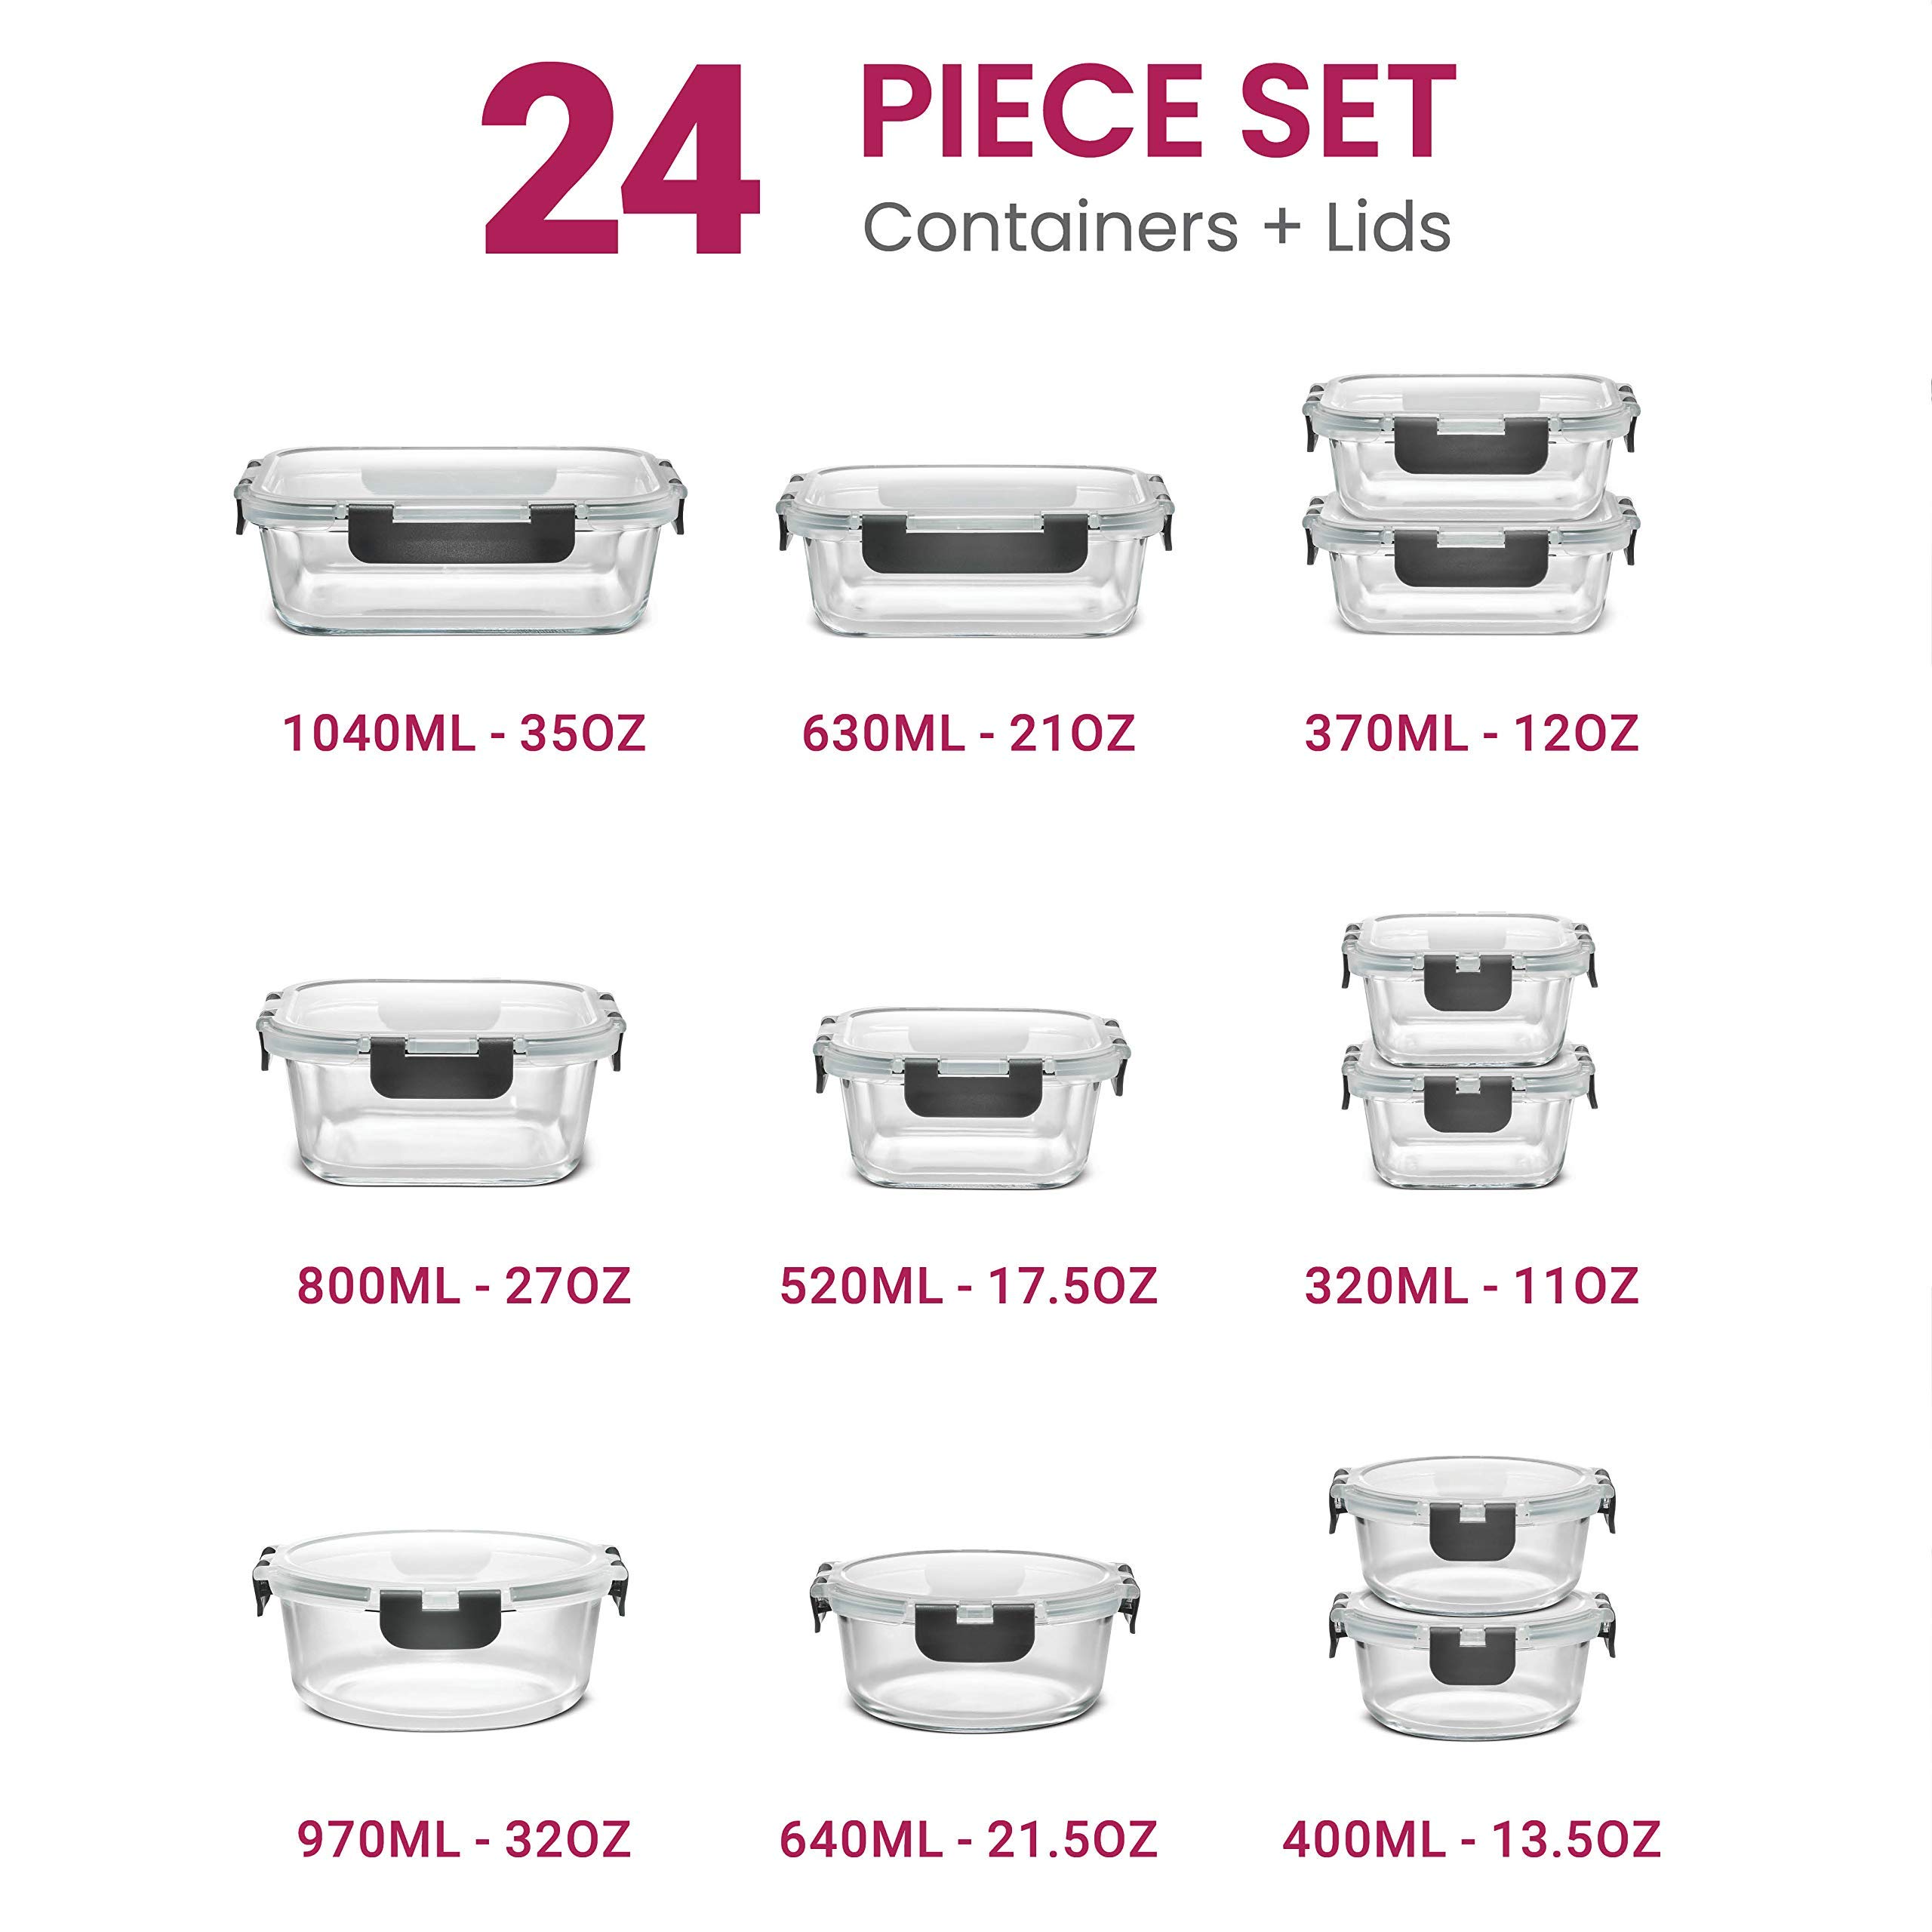 24 PIECE SET
Containers + Lids
1040ML - 35OZ
630ML - 21OZ
370ML - 12OZ
800ML - 27OZ
520ML - 17.5OZ
320ML - 11OZ
970ML - 32OZ
640ML - 21.5OZ
400ML - 13.5OZ